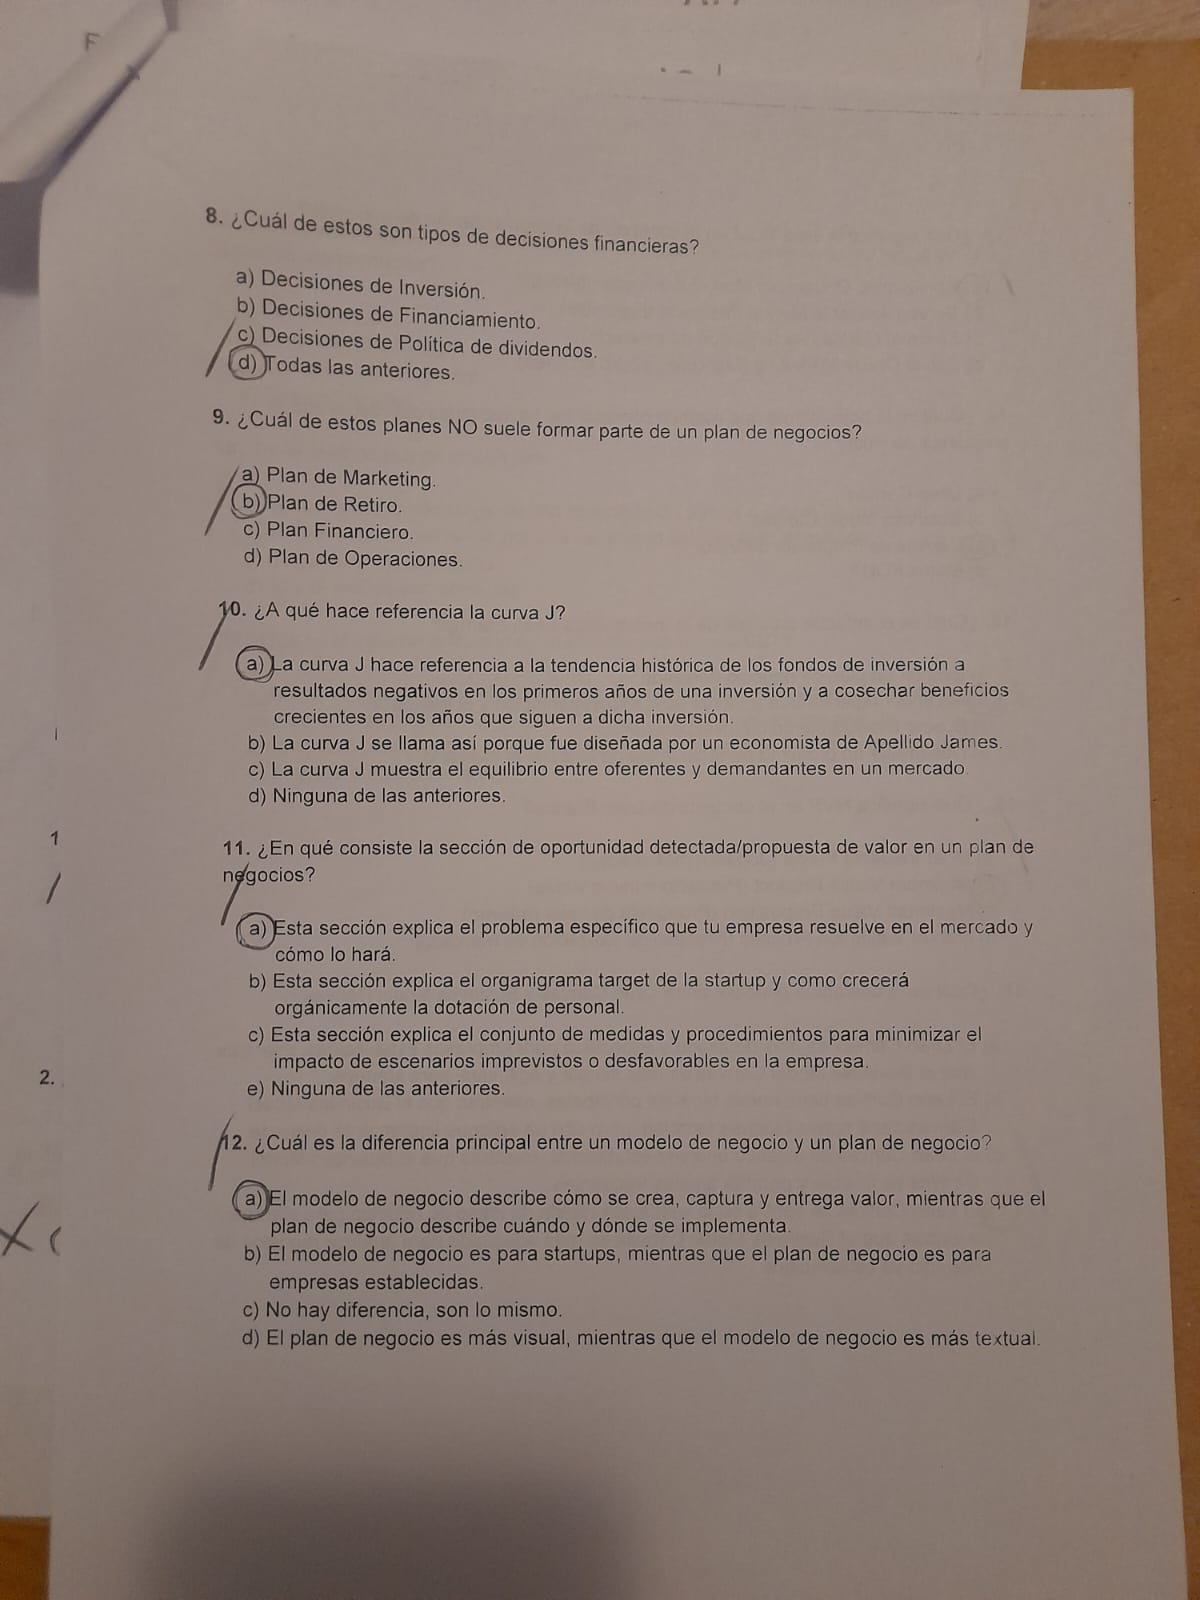 F
8. ¿Cuál de estos son tipos de decisiones financieras?
a) Decisiones de Inversión.
b) Decisiones de Financiamiento.
c) Decisiones de Política de dividendos.
d) Todas las anteriores.
9. ¿Cuál de estos planes NO suele formar parte de un plan de negocios?
a) Plan de Marketing.
b) Plan de Retiro.
c) Plan Financiero.
d) Plan de Operaciones.
10. ¿A qué hace referencia la curva J?
a) La curva J hace referencia a la tendencia histórica de los fondos de inversión a
resultados negativos en los primeros años de una inversión y a cosechar beneficios
crecientes en los años que siguen a dicha inversión.
b) La curva J se llama así porque fue diseñada por un economista de Apellido James.
c) La curva J muestra el equilibrio entre oferentes y demandantes en un mercado.
d) Ninguna de las anteriores.
1
11. ¿En qué consiste la sección de oportunidad detectada/propuesta de valor en un plan de
negocios?
a) Esta sección explica el problema específico que tu empresa resuelve en el mercado y
cómo lo hará.
b) Esta sección explica el organigrama target de la startup y como crecerá
orgánicamente la dotación de personal.
c) Esta sección explica el conjunto de medidas y procedimientos para minimizar el
impacto de escenarios imprevistos o desfavorables en la empresa.
2.
e) Ninguna de las anteriores.
12. ¿Cuál es la diferencia principal entre un modelo de negocio y un plan de negocio?
a) El modelo de negocio describe cómo se crea, captura y entrega valor, mientras que el
plan de negocio describe cuándo y dónde se implementa.
b) El modelo de negocio es para startups, mientras que el plan de negocio es para
empresas establecidas.
c) No hay diferencia, son lo mismo.
d) El plan de negocio es más visual, mientras que el modelo de negocio es más textual.